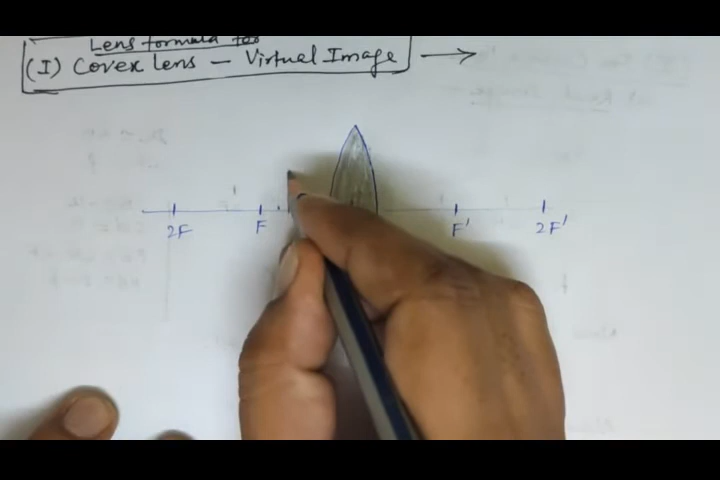 Lens formula for
(I) Covex Lens — Virtual Image →
2F F F' 2F'